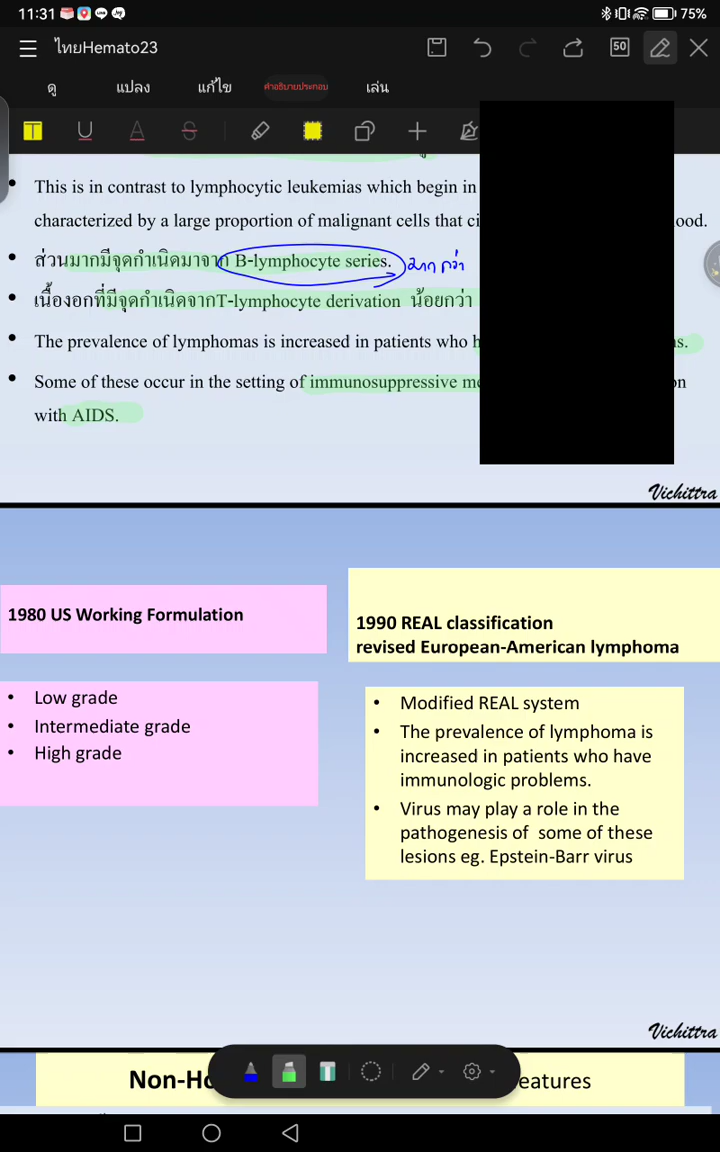 11:31
75%
ไทยHemato23
50
ดู แปลง แก้ไข คำอธิบายประกอบ เล่น
T U A S
This is in contrast to lymphocytic leukemias which begin in
characterized by a large proportion of malignant cells that ood.
ส่วนมากมีจุดกำเนิดมาจาก B-lymphocyte series. มากกว่า
เนื้องอกที่มีจุดกำเนิดจากT-lymphocyte derivation น้อยกว่า
The prevalence of lymphomas is increased in patients who s.
Some of these occur in the setting of immunosuppressive on
with AIDS.
Vichittra
1980 US Working Formulation
1990 REAL classification
revised European-American lymphoma
Low grade
Intermediate grade
High grade
Modified REAL system
The prevalence of lymphoma is
increased in patients who have
immunologic problems.
Virus may play a role in the
pathogenesis of some of these
lesions eg. Epstein-Barr virus
Vichittra
Non-Ho eatures